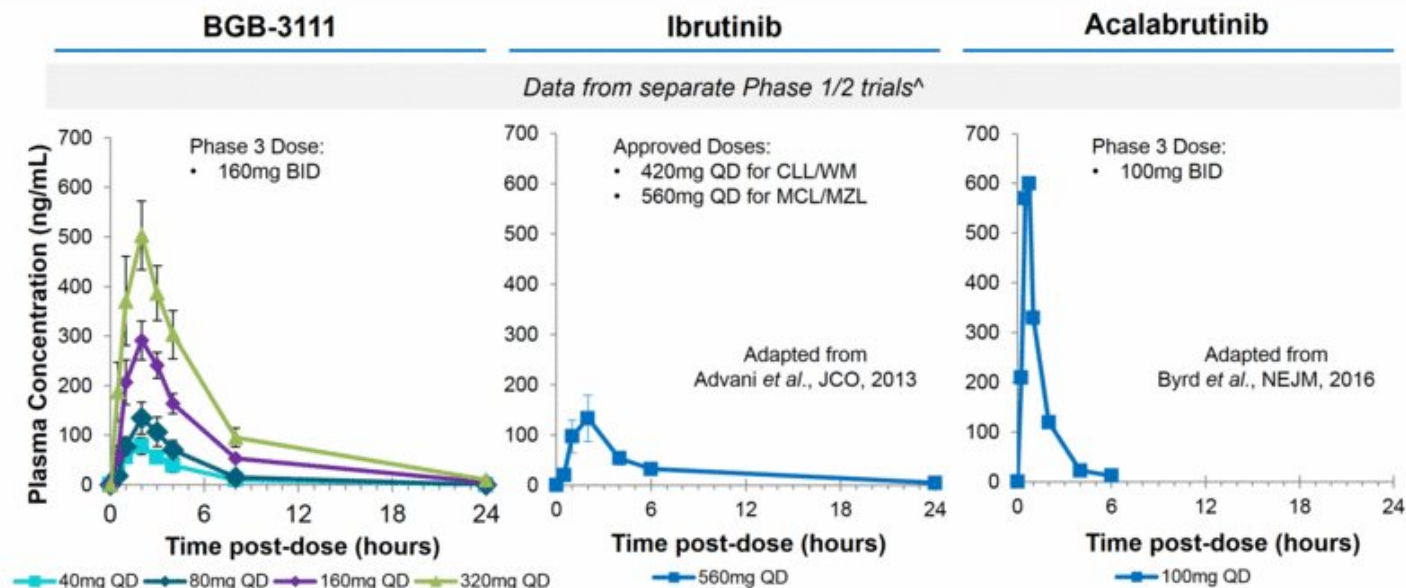 BGB-3111
Ibrutinib
Acalabrutinib
Data from separate Phase 1/2 trials^
Plasma Concentration (ng/mL)
700
600
500
400
300
200
100
0
Phase 3 Dose:
• 160mg BID
0
6
12
18
24
Time post-dose (hours)
40mg QD
80mg QD
160mg QD
320mg QD
700
600
500
400
300
200
100
0
Approved Doses:
• 420mg QD for CLL/WM
• 560mg QD for MCL/MZL
Adapted from
Advani et al., JCO, 2013
0
6
12
18
24
Time post-dose (hours)
560mg QD
700
600
500
400
300
200
100
0
Phase 3 Dose:
• 100mg BID
Adapted from
Byrd et al., NEJM, 2016
0
6
12
18
24
Time post-dose (hours)
100mg QD